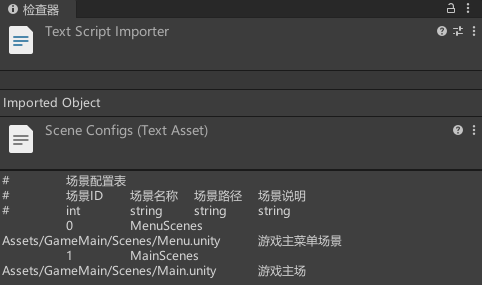 检查器
Text Script Importer
Imported Object
Scene Configs (Text Asset)
# 场景配置表
# 场景ID 场景名称 场景路径 场景说明
# int string string string
0 MenuScenes
Assets/GameMain/Scenes/Menu.unity 游戏主菜单场景
1 MainScenes
Assets/GameMain/Scenes/Main.unity 游戏主场